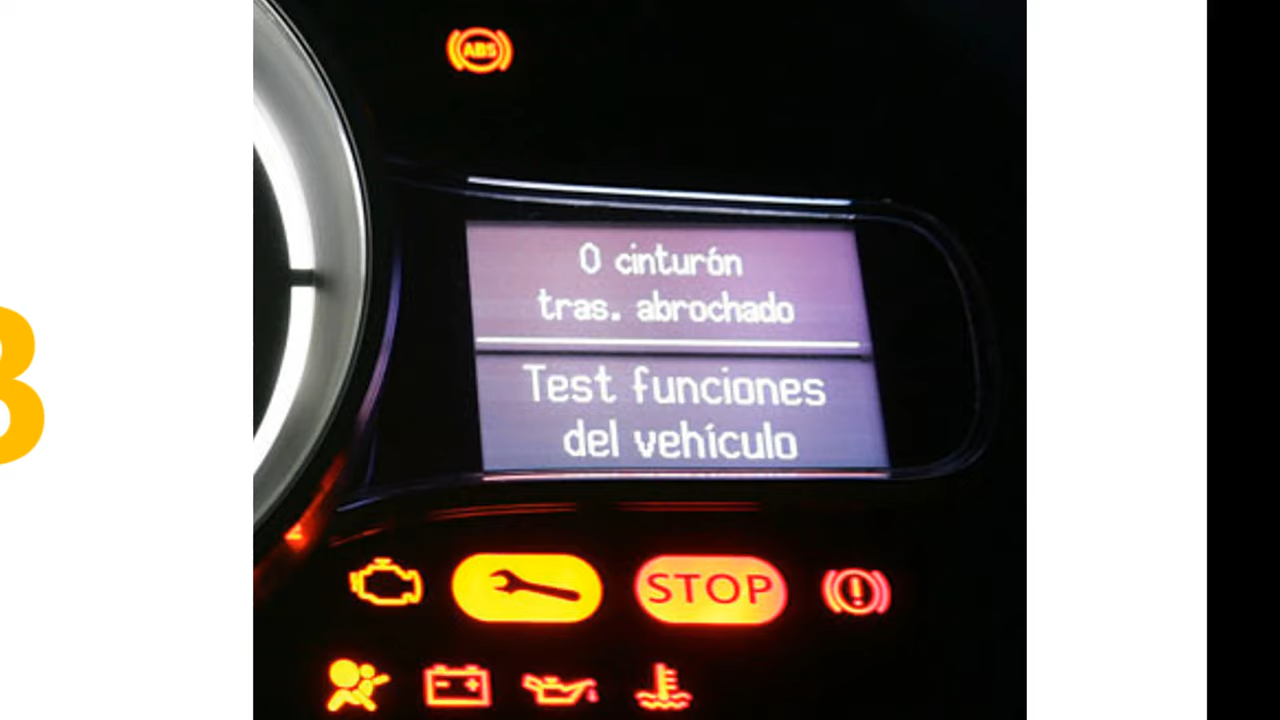 ABS
0 cinturón
tras. abrochado
Test funciones
del vehículo
STOP